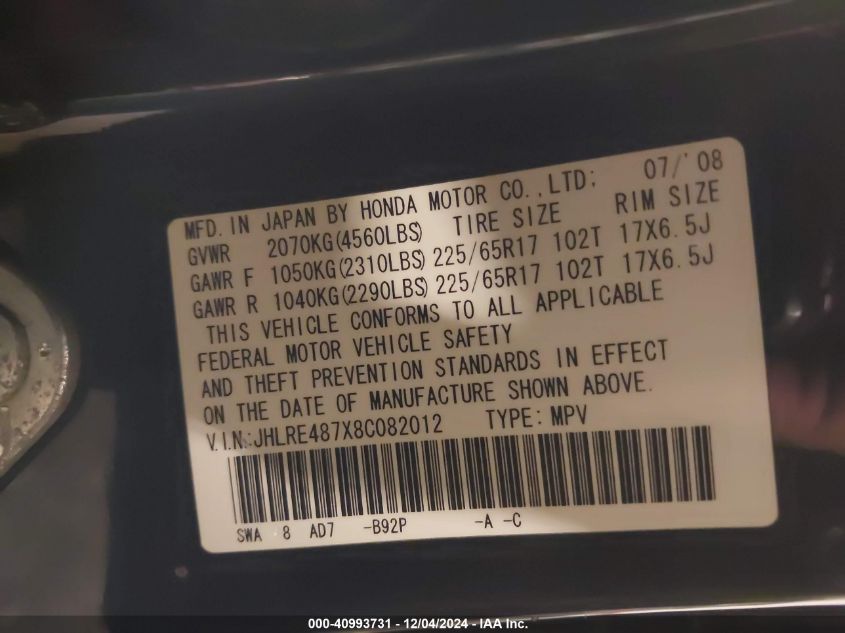 MFD. IN JAPAN BY HONDA MOTOR CO., LTD; 07/'08
GVWR 2070KG(4560LBS) TIRE SIZE RIM SIZE
GAWR F 1050KG(2310LBS) 225/65R17 102T 17X6.5J
GAWR R 1040KG(2290LBS) 225/65R17 102T 17X6.5J
THIS VEHICLE CONFORMS TO ALL APPLICABLE
FEDERAL MOTOR VEHICLE SAFETY
AND THEFT PREVENTION STANDARDS IN EFFECT
ON THE DATE OF MANUFACTURE SHOWN ABOVE.
V.I.N.:JHLRE487X8C082012 TYPE:MPV
SWA 8 AD7 -B92P -A -C
000-40993731 - 12/04/2024 - IAA Inc.